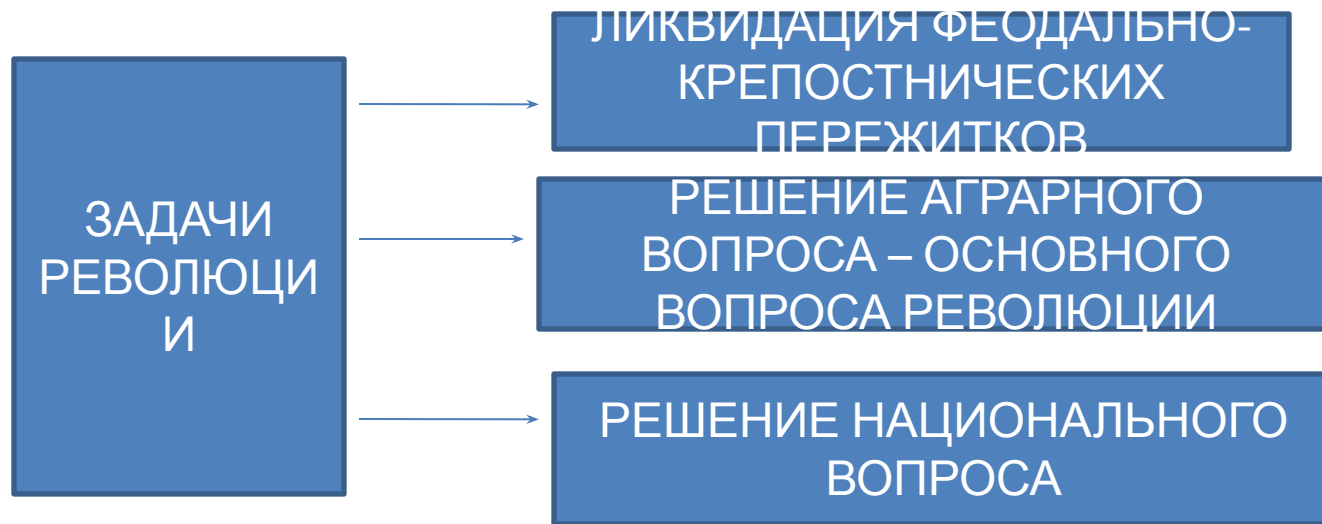 ЗАДАЧИ
РЕВОЛЮЦИ
И
ЛИКВИДАЦИЯ ФЕОДАЛЬНО-
КРЕПОСТНИЧЕСКИХ
ПЕРЕЖИТКОВ
РЕШЕНИЕ АГРАРНОГО
ВОПРОСА – ОСНОВНОГО
ВОПРОСА РЕВОЛЮЦИИ
РЕШЕНИЕ НАЦИОНАЛЬНОГО
ВОПРОСА